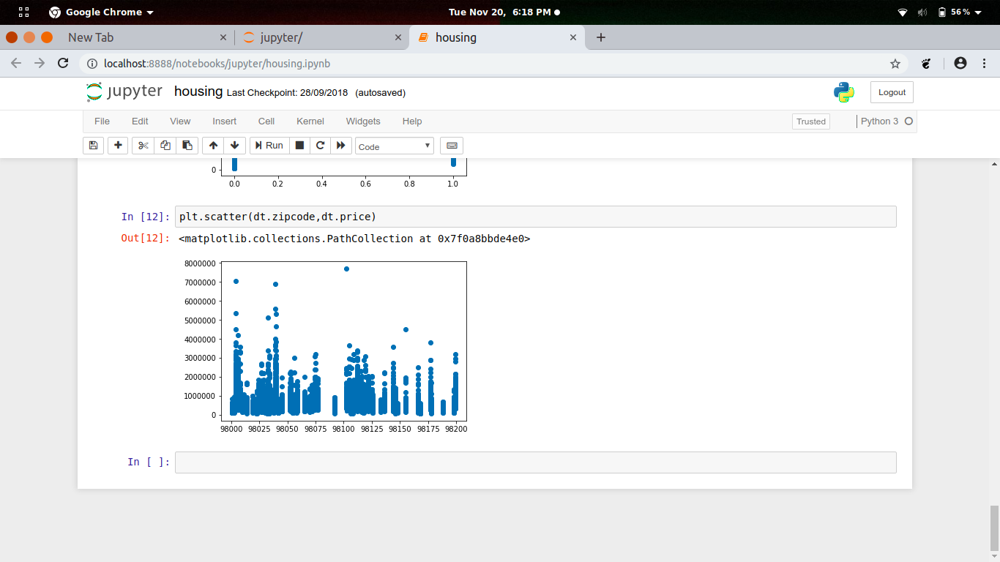 Google Chrome Tue Nov 20, 6:18 PM 56 %
New Tab jupyter/ housing
localhost:8888/notebooks/jupyter/housing.ipynb
jupyter housing Last Checkpoint: 28/09/2018 (autosaved) Logout
File Edit View Insert Cell Kernel Widgets Help Trusted Python 3
Run Code
0
0.0 0.2 0.4 0.6 0.8 1.0
In [12]: plt.scatter(dt.zipcode,dt.price)
Out[12]: <matplotlib.collections.PathCollection at 0x7f0a8bbde4e0>
8000000
7000000
6000000
5000000
4000000
3000000
2000000
1000000
0
98000 98025 98050 98075 98100 98125 98150 98175 98200
In [ ]: